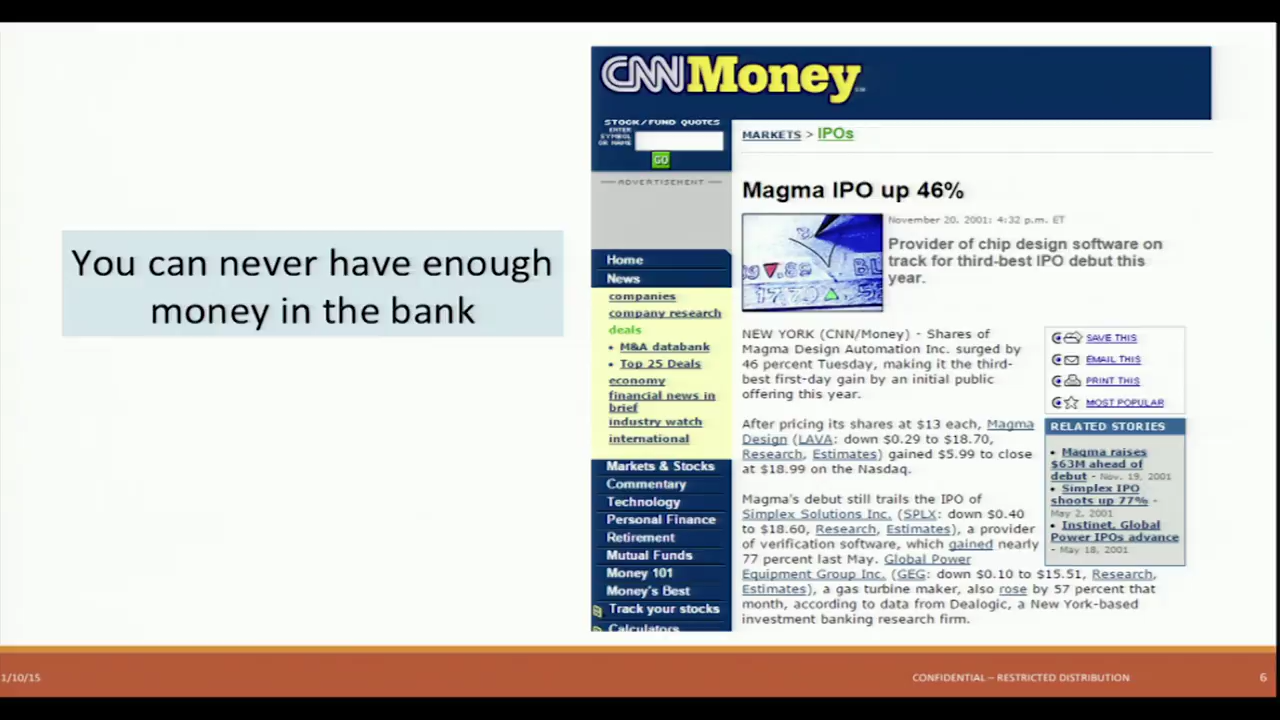 You can never have enough
money in the bank
CNNMoney
STOCK/FUND QUOTES
ENTER
SYMBOL
OR NAME
GO
ADVERTISEMENT
Home
News
companies
company research
deals
• M&A databank
• Top 25 Deals
economy
financial news in
brief
industry watch
international
Markets & Stocks
Commentary
Technology
Personal Finance
Retirement
Mutual Funds
Money 101
Money's Best
Track your stocks
Calculators
MARKETS > IPOs
Magma IPO up 46%
November 20, 2001: 4:32 p.m. ET
Provider of chip design software on
track for third-best IPO debut this
year.
NEW YORK (CNN/Money) - Shares of
Magma Design Automation Inc. surged by
46 percent Tuesday, making it the third-
best first-day gain by an initial public
offering this year.
After pricing its shares at $13 each, Magma
Design (LAVA: down $0.29 to $18.70,
Research, Estimates) gained $5.99 to close
at $18.99 on the Nasdaq.
Magma's debut still trails the IPO of
Simplex Solutions Inc. (SPLX: down $0.40
to $18.60, Research, Estimates), a provider
of verification software, which gained nearly
77 percent last May. Global Power
Equipment Group Inc. (GEG: down $0.10 to $15.51, Research,
Estimates), a gas turbine maker, also rose by 57 percent that
month, according to data from Dealogic, a New York-based
investment banking research firm.
SAVE THIS
EMAIL THIS
PRINT THIS
MOST POPULAR
RELATED STORIES
• Magma raises
$63M ahead of
debut - Nov. 19, 2001
• Simplex IPO
shoots up 77% -
May 2, 2001
• Instinet, Global
Power IPOs advance
- May 18, 2001
1/10/15
CONFIDENTIAL – RESTRICTED DISTRIBUTION
6